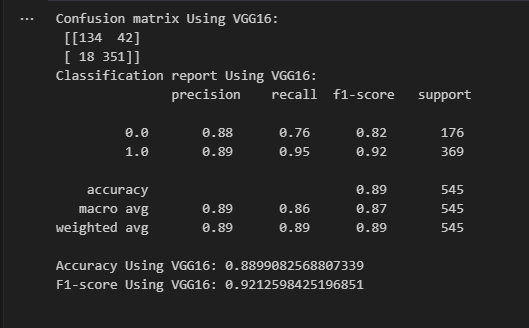 ... Confusion matrix Using VGG16:
[[134 42]
[ 18 351]]
Classification report Using VGG16:
precision recall f1-score support
0.0 0.88 0.76 0.82 176
1.0 0.89 0.95 0.92 369
accuracy 0.89 545
macro avg 0.89 0.86 0.87 545
weighted avg 0.89 0.89 0.89 545
Accuracy Using VGG16: 0.8899082568807339
F1-score Using VGG16: 0.9212598425196851